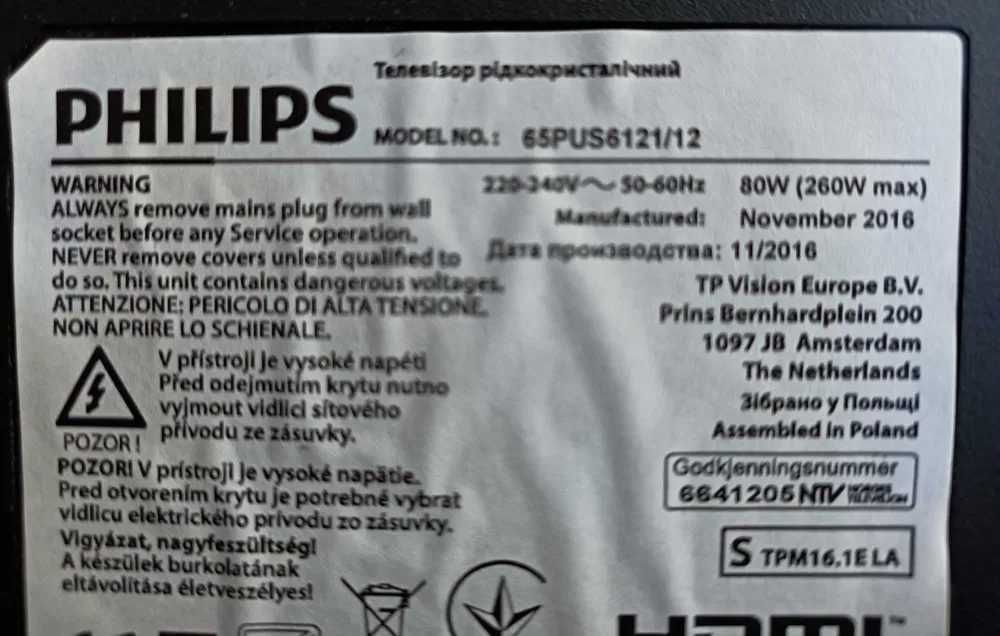 Телевізор рідкокристалічний
PHILIPS MODEL NO.: 65PUS6121/12
WARNING
ALWAYS remove mains plug from wall
socket before any Service operation.
NEVER remove covers unless qualified to
do so. This unit contains dangerous voltages.
ATTENZIONE: PERICOLO DI ALTA TENSIONE.
NON APRIRE LO SCHIENALE.
220-240V~ 50-60Hz 80W (260W max)
Manufactured: November 2016
Дата производства: 11/2016
TP Vision Europe B.V.
Prins Bernhardplein 200
1097 JB Amsterdam
The Netherlands
Зібрано у Польщі
Assembled in Poland
V přístroji je vysoké napětí
Před odejmutím krytu nutno
vyjmout vidlici síťového
přívodu ze zásuvky.
POZOR!
POZOR! V prístroji je vysoké napätie.
Pred otvorením krytu je potrebné vybrat
vidlicu elektrického prívodu zo zásuvky.
Vigyázat, nagyfeszültség!
A készülek burkolatának
eltávolítása életveszélyes!
Godkjenningsnummer
6641205 NTV
S TPM16.1E LA
HDMI™